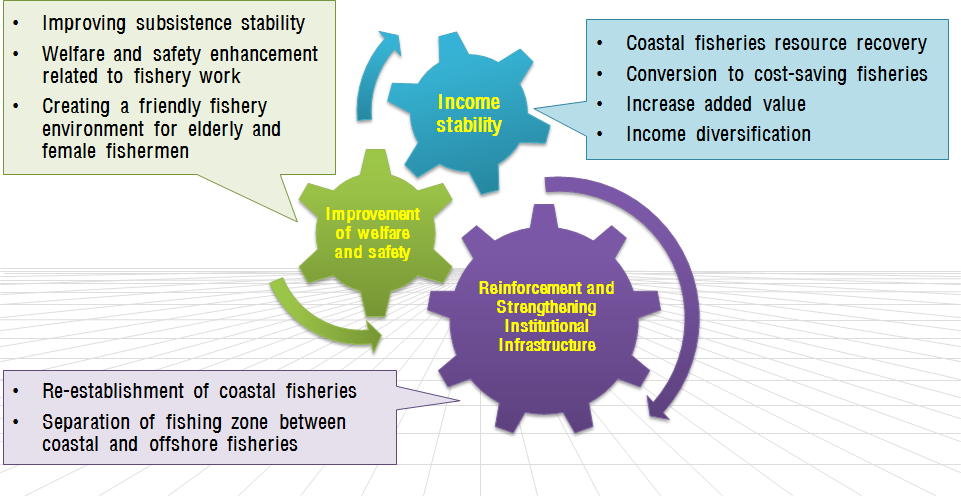 • Improving subsistence stability
• Welfare and safety enhancement
related to fishery work
• Creating a friendly fishery
environment for elderly and
female fishermen
• Coastal fisheries resource recovery
• Conversion to cost-saving fisheries
• Increase added value
• Income diversification
Income
stability
Improvement
of welfare
and safety
Reinforcement and
Strengthening
Institutional
Infrastructure
• Re-establishment of coastal fisheries
• Separation of fishing zone between
coastal and offshore fisheries